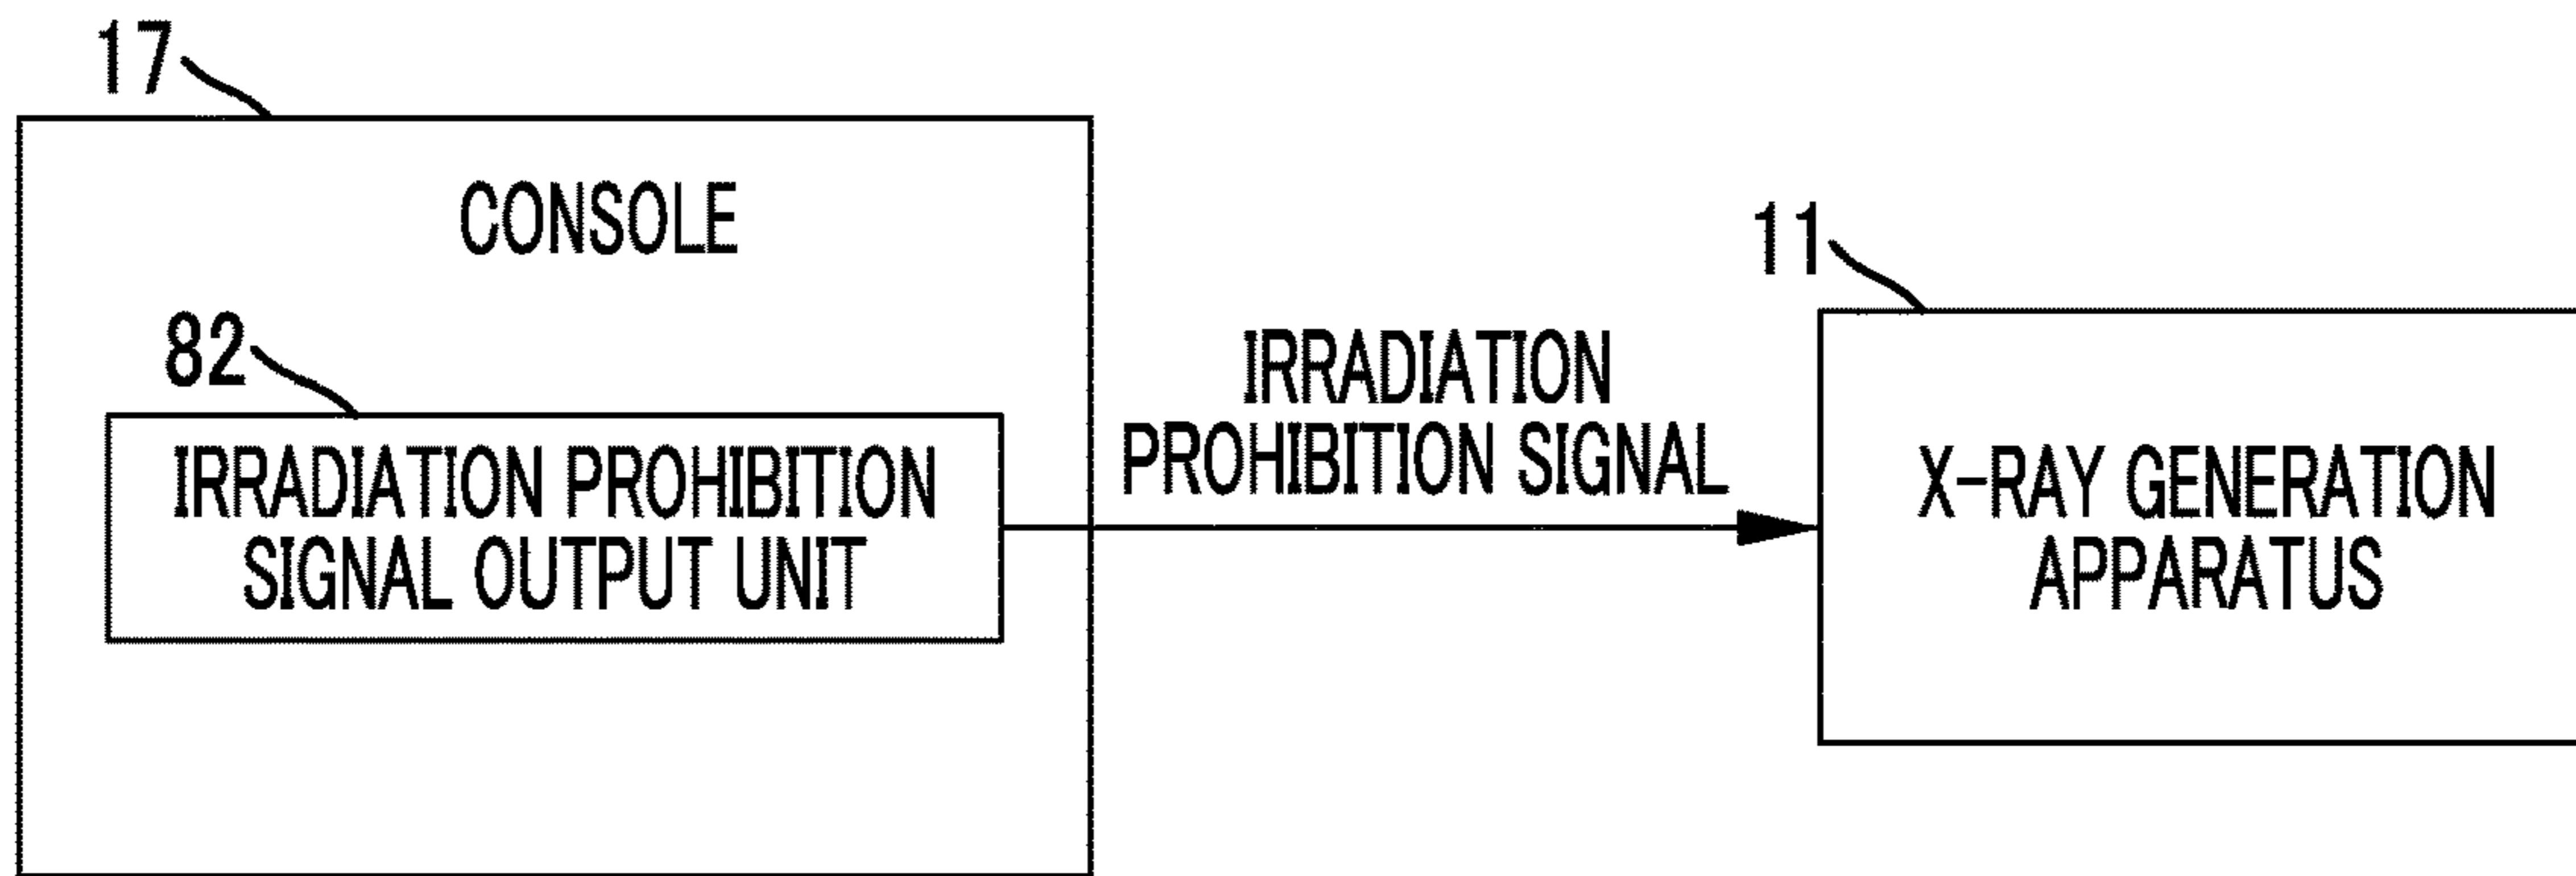 17
CONSOLE
82
IRRADIATION PROHIBITION
SIGNAL OUTPUT UNIT
IRRADIATION
PROHIBITION SIGNAL
11
X-RAY GENERATION
APPARATUS